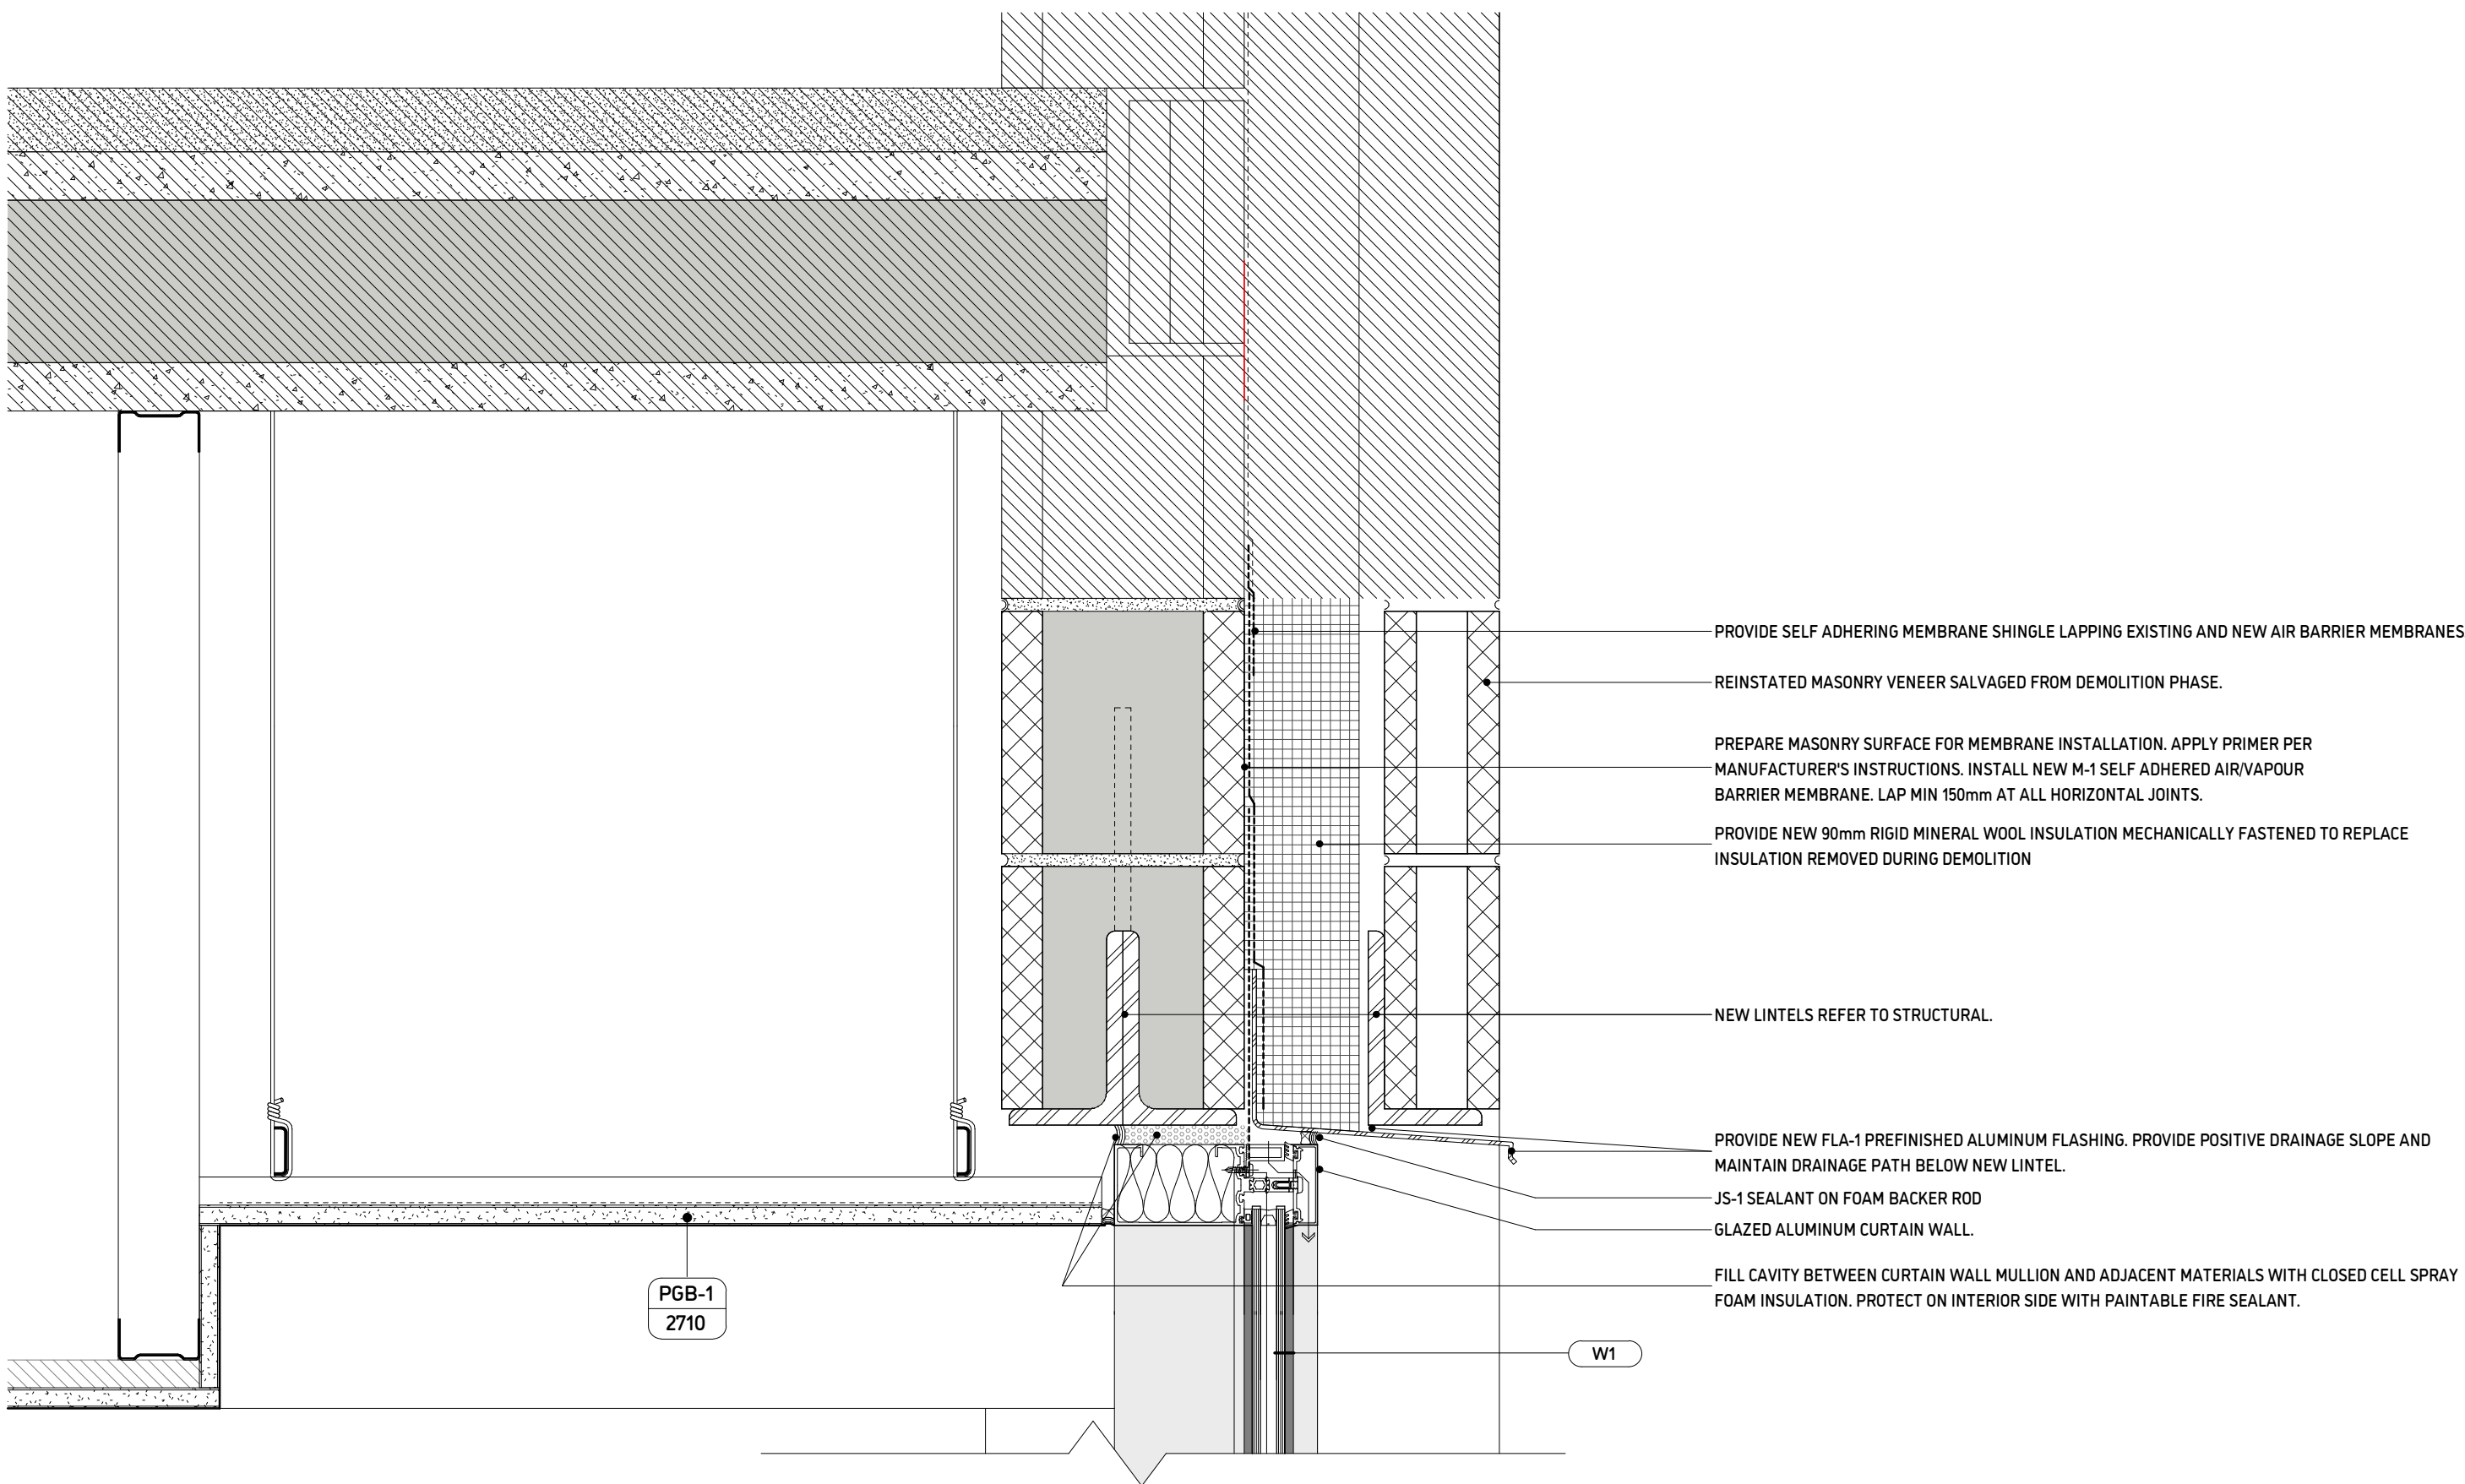 PROVIDE SELF ADHERING MEMBRANE SHINGLE LAPPING EXISTING AND NEW AIR BARRIER MEMBRANES
REINSTATED MASONRY VENEER SALVAGED FROM DEMOLITION PHASE.
PREPARE MASONRY SURFACE FOR MEMBRANE INSTALLATION. APPLY PRIMER PER
MANUFACTURER'S INSTRUCTIONS. INSTALL NEW M-1 SELF ADHERED AIR/VAPOUR
BARRIER MEMBRANE. LAP MIN 150mm AT ALL HORIZONTAL JOINTS.
PROVIDE NEW 90mm RIGID MINERAL WOOL INSULATION MECHANICALLY FASTENED TO REPLACE
INSULATION REMOVED DURING DEMOLITION
NEW LINTELS REFER TO STRUCTURAL.
PROVIDE NEW FLA-1 PREFINISHED ALUMINUM FLASHING. PROVIDE POSITIVE DRAINAGE SLOPE AND
MAINTAIN DRAINAGE PATH BELOW NEW LINTEL.
JS-1 SEALANT ON FOAM BACKER ROD
GLAZED ALUMINUM CURTAIN WALL.
FILL CAVITY BETWEEN CURTAIN WALL MULLION AND ADJACENT MATERIALS WITH CLOSED CELL SPRAY
FOAM INSULATION. PROTECT ON INTERIOR SIDE WITH PAINTABLE FIRE SEALANT.
PGB-1
2710
W1